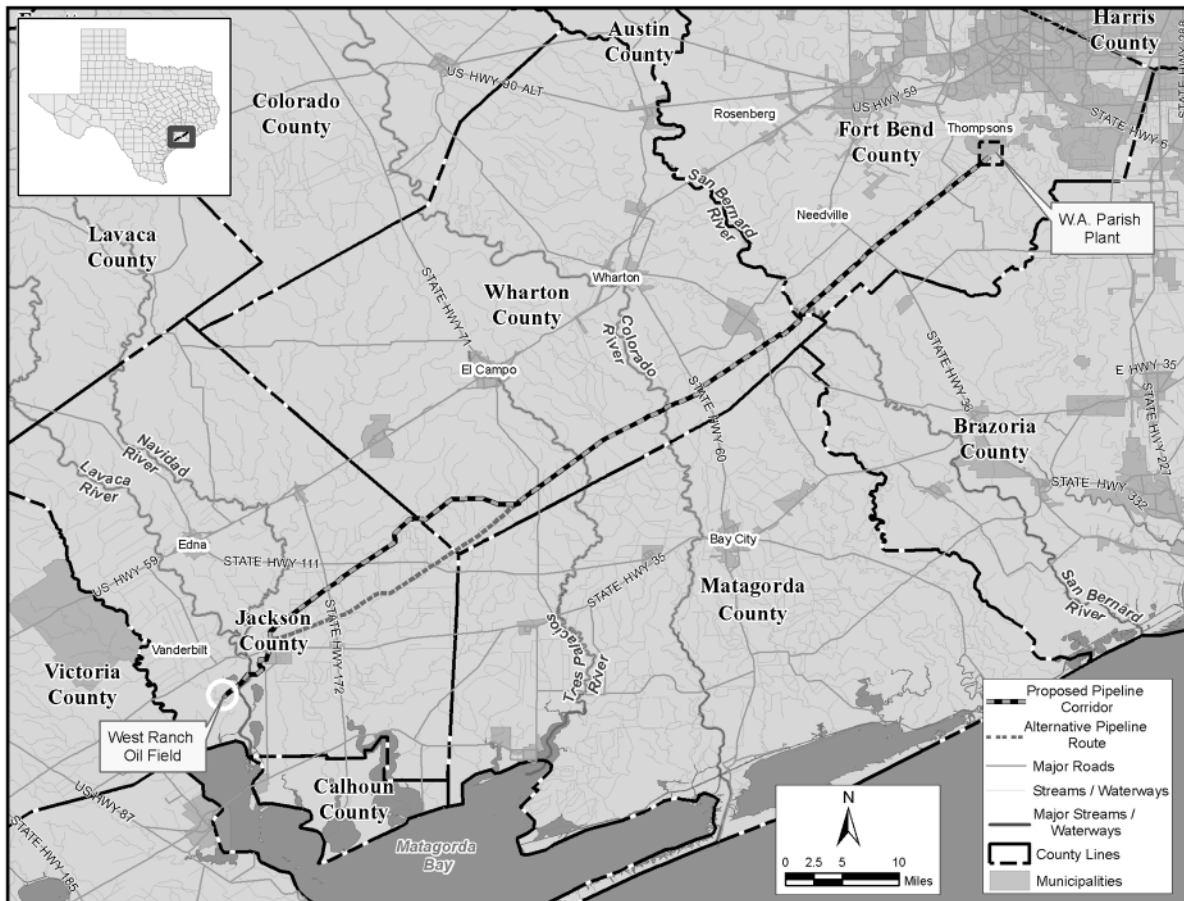 Austin
County
Harris
County
STATE HWY 288
Colorado
County
US HWY 90 ALT
US HWY 59
Rosenberg
STATE HWY 6
Fort Bend
County
Thompsons
San Bernard
River
Needville
W.A. Parish
Plant
Lavaca
County
STATE HWY 71
Wharton
Wharton
County
Colorado
River
El Campo
STATE HWY 36
E HWY 35
STATE HWY 60
Brazoria
County
STATE HWY 227
Navidad
River
Lavaca
River
STATE HWY 332
Edna
Bay City
US HWY 59
STATE HWY 111
STATE HWY 35
Matagorda
County
San Bernard
River
Jackson
County
STATE HWY 172
Tres Palacios
River
Vanderbilt
Victoria
County
West Ranch
Oil Field
Calhoun
County
US HWY 87
STATE HWY 185
Matagorda
Bay
N
0 2.5 5 10
Miles
Proposed Pipeline
Corridor
Alternative Pipeline
Route
Major Roads
Streams / Waterways
Major Streams /
Waterways
County Lines
Municipalities